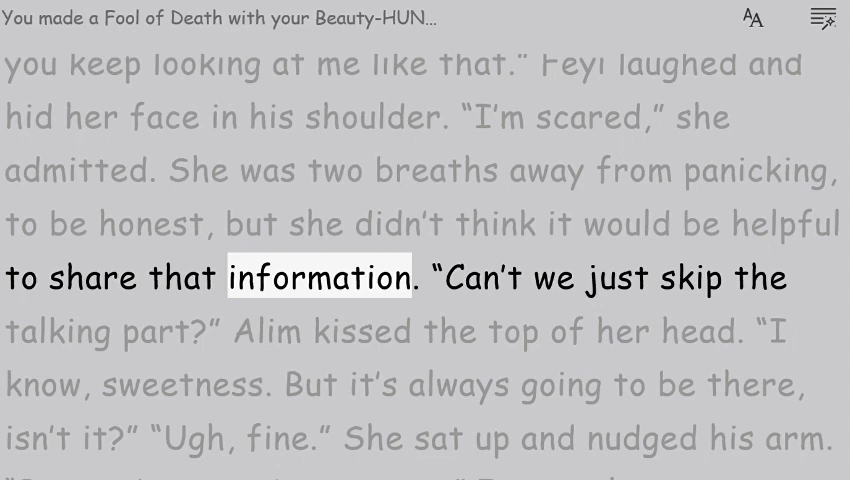 You made a Fool of Death with your Beauty-HUN...
you keep looking at me like that.” Feyi laughed and
hid her face in his shoulder. “I’m scared,” she
admitted. She was two breaths away from panicking,
to be honest, but she didn’t think it would be helpful
to share that information. “Can’t we just skip the
talking part?” Alim kissed the top of her head. “I
know, sweetness. But it’s always going to be there,
isn’t it?” “Ugh, fine.” She sat up and nudged his arm.